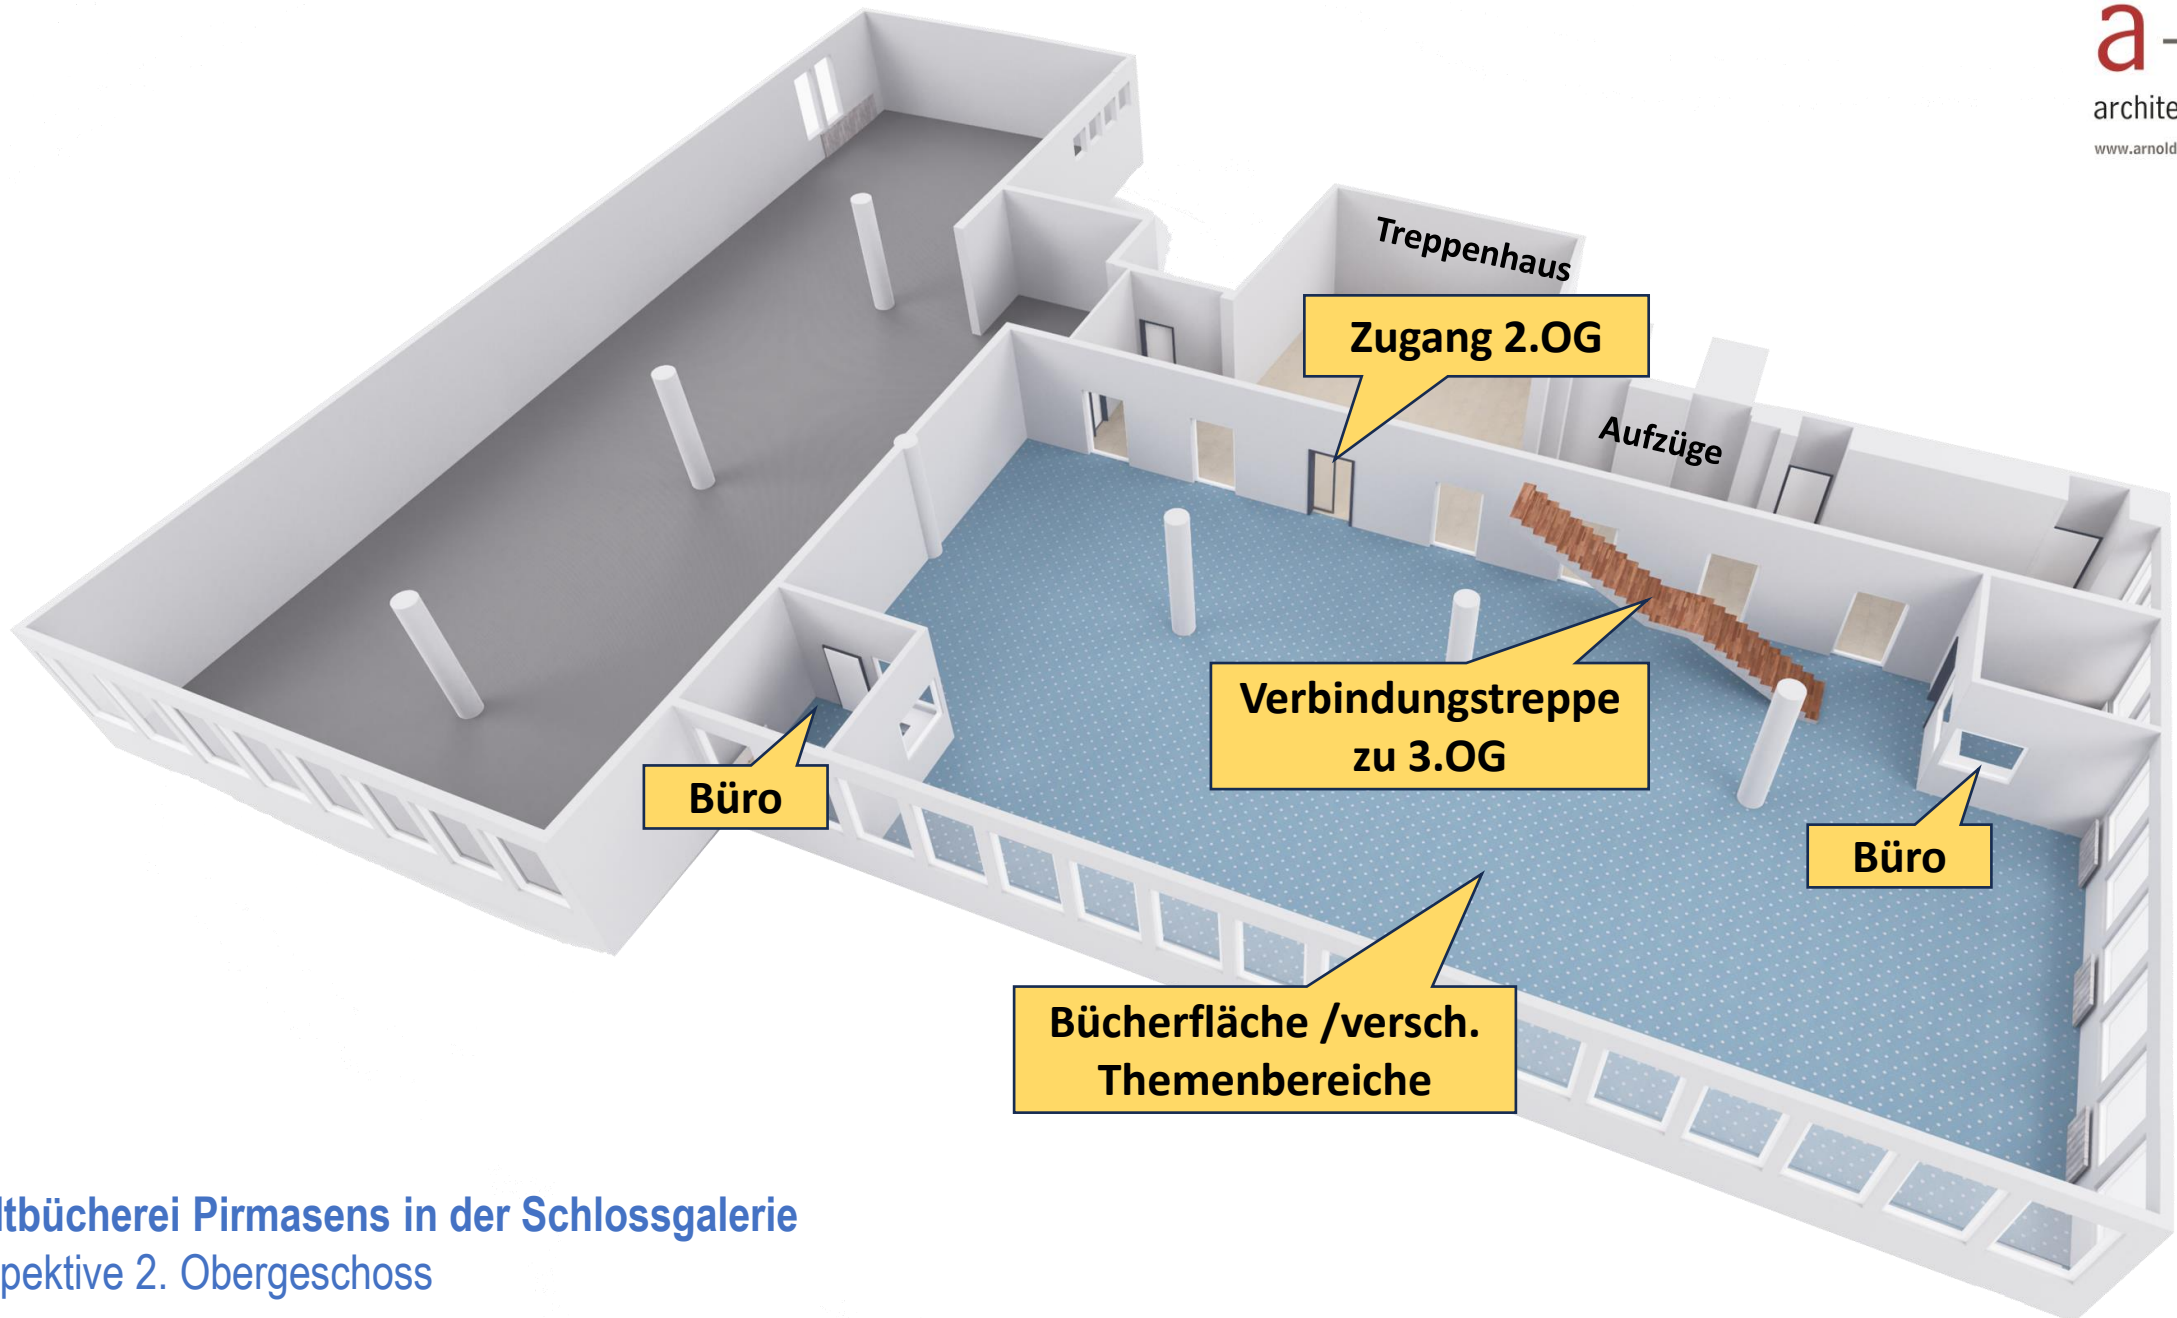 a
archite
www.arnold
Treppenhaus
Zugang 2.OG
Aufzüge
Verbindungstreppe
zu 3.OG
Büro
Büro
Bücherfläche /versch.
Themenbereiche
ltbücherei Pirmasens in der Schlossgalerie
pektive 2. Obergeschoss